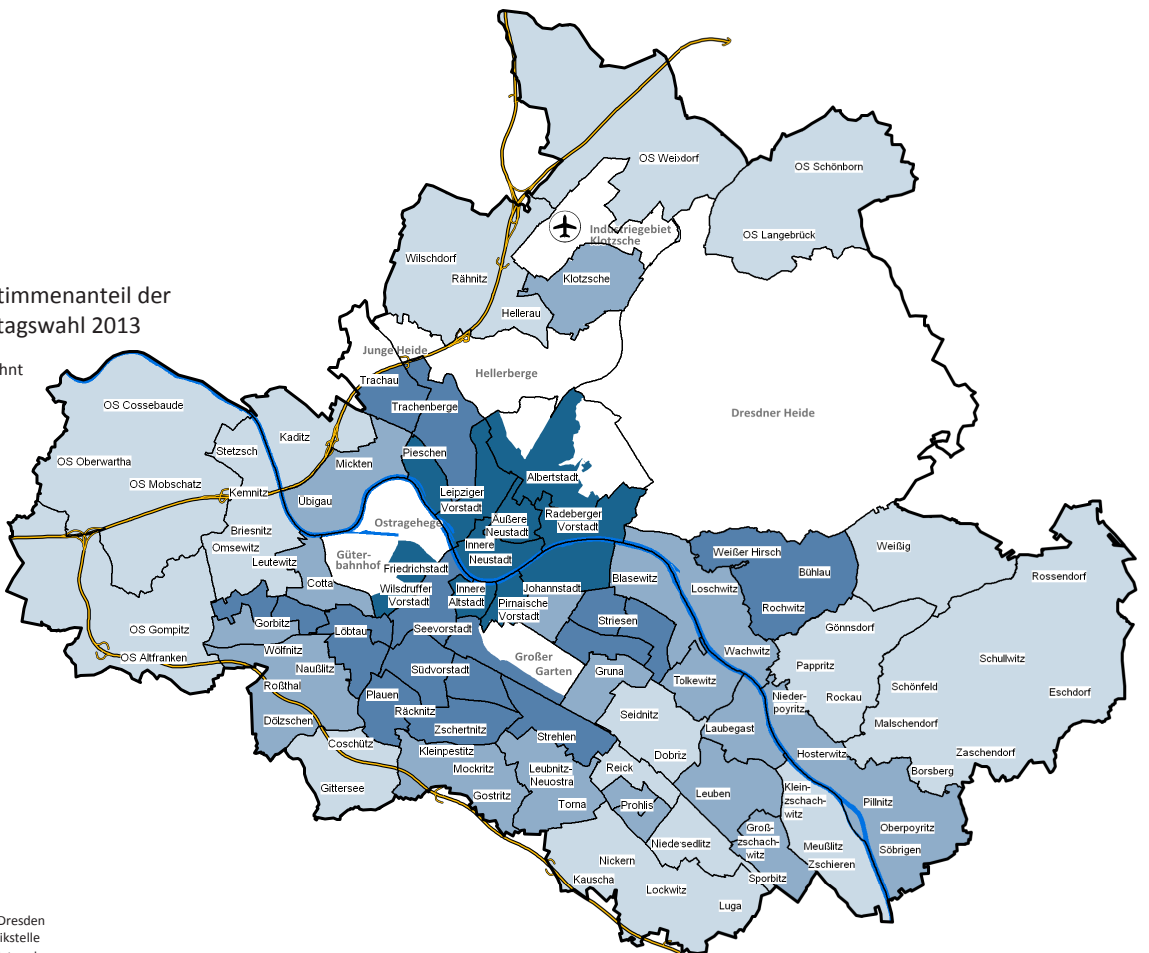 OS Weixdorf
OS Schönborn
OS Langebrück
Industriegebiet
Klotzsche
Wilschdorf
Rähnitz
Klotzsche
Hellerau
timmenanteil der
tagswahl 2013
hnt
Junge Heide
Hellerberge
Trachau
Trachenberge
Dresdner Heide
OS Cossebaude
Kaditz
Stetzsch
Pieschen
Mickten
OS Oberwartha
OS Mobschatz
Kemnitz
Übigau
Albertstadt
Leipziger
Vorstadt
Äußere
Neustadt
Radeberger
Vorstadt
Ostragehege
Briesnitz
Omsewitz
Leutewitz
Innere
Neustadt
Güter-
bahnhof
Friedrichstadt
Cotta
Wilsdruffer
Vorstadt
Innere
Altstadt
Johannstadt
Pirnaische
Vorstadt
Blasewitz
Loschwitz
Weißer Hirsch
Bühlau
Rochwitz
Weißig
Rossendorf
OS Gompitz
OS Altfranken
Gorbitz
Löbtau
Seevorstadt
Striesen
Gönnsdorf
Wölfnitz
Naußlitz
Roßthal
Dölzschen
Südvorstadt
Großer
Garten
Gruna
Tolkewitz
Wachwitz
Pappritz
Schullwitz
Plauen
Räcknitz
Zschertnitz
Strehlen
Seidnitz
Laubegast
Nieder-
poyritz
Rockau
Schönfeld
Eschdorf
Malschendorf
Coschütz
Gittersee
Kleinpestitz
Mockritz
Gostritz
Leubnitz-
Neuostra
Torna
Dobritz
Reick
Prohlis
Leuben
Hosterwitz
Zaschendorf
Borsberg
Klein-
zschach-
witz
Pillnitz
Oberpoyritz
Söbrigen
Groß-
zschach-
witz
Meußlitz
Zschieren
Niedersedlitz
Sporbitz
Nickern
Kauscha
Lockwitz
Luga
Dresden
ikstelle